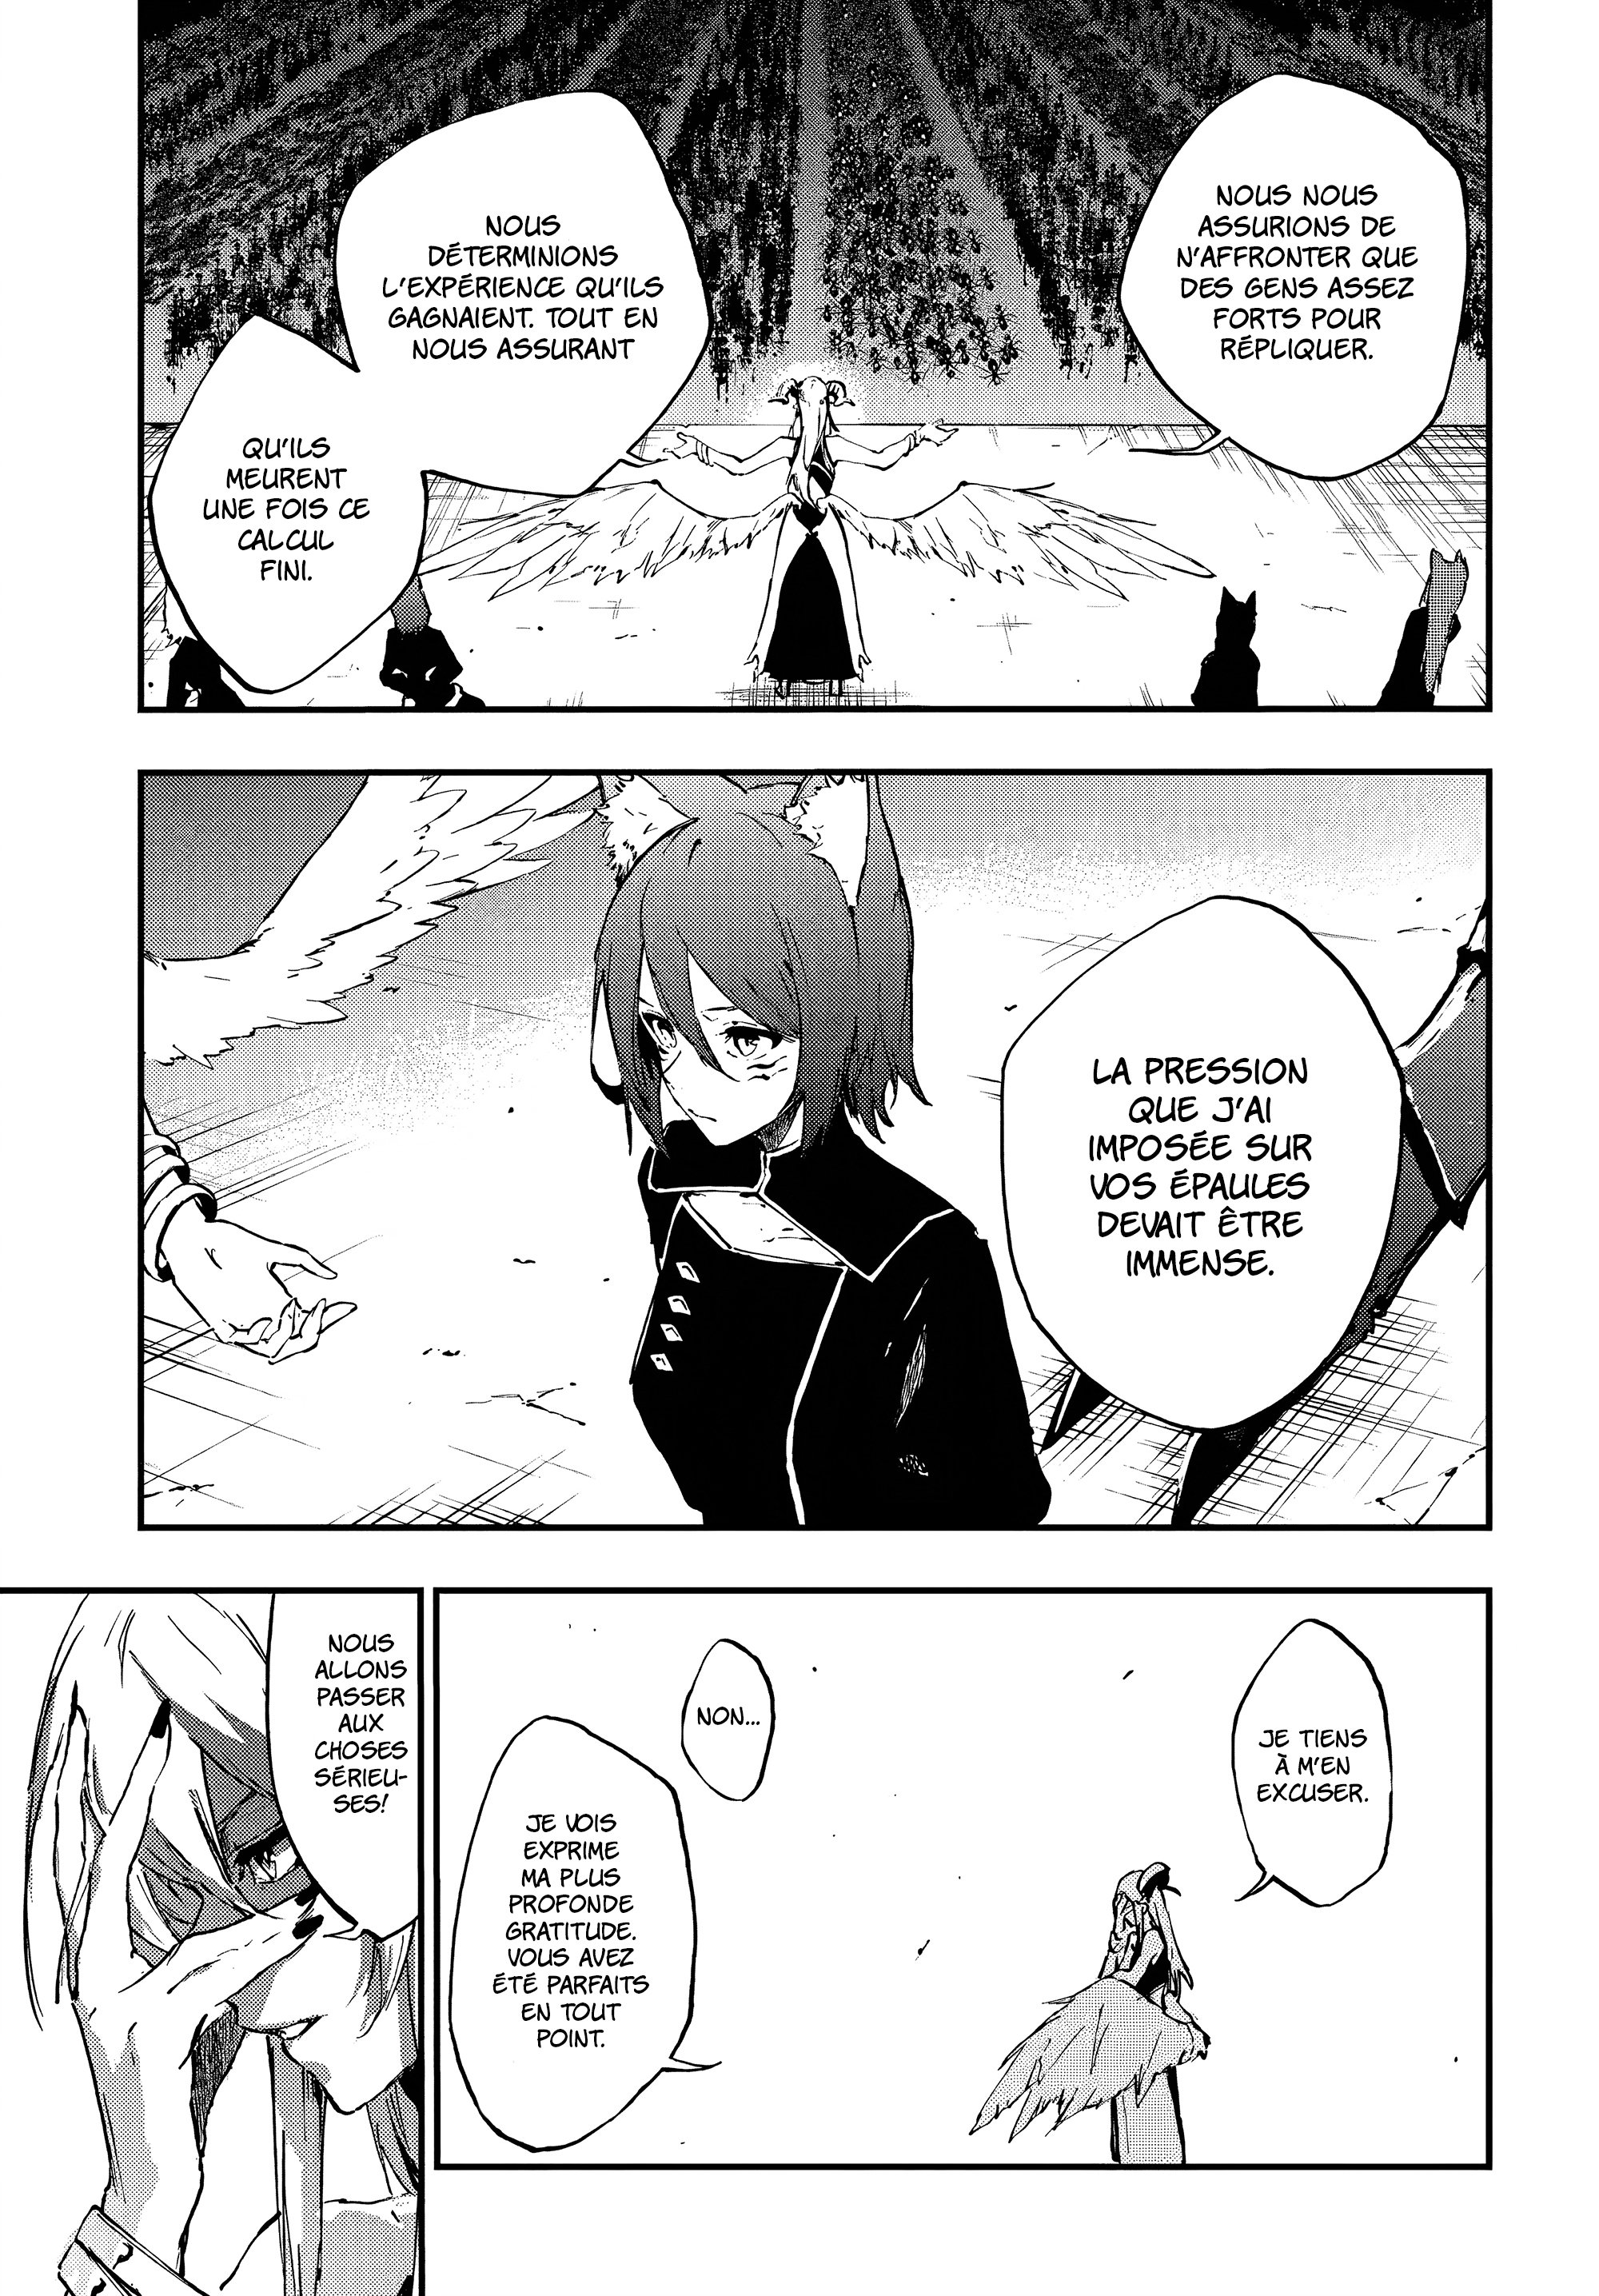 NOUS NOUS
ASSURIONS DE
N'AFFRONTER QUE
DES GENS ASSEZ
FORTS POUR
RÉPLIQUER.
NOUS
DÉTERMINIONS
L'EXPÉRIENCE QU'ILS
GAGNAIENT. TOUT EN
NOUS ASSURANT
QU'ILS
MEURENT
UNE FOIS CE
CALCUL
FINI.
LA PRESSION
QUE J'AI
IMPOSÉE SUR
VOS ÉPAULES
DEVAIT ÊTRE
IMMENSE.
JE TIENS
À M'EN
EXCUSER.
NON...
JE VOIS
EXPRIME
MA PLUS
PROFONDE
GRATITUDE.
VOUS AVEZ
ÉTÉ PARFAITS
EN TOUT
POINT.
NOUS
ALLONS
PASSER
AUX
CHOSES
SÉRIEU-
SES!